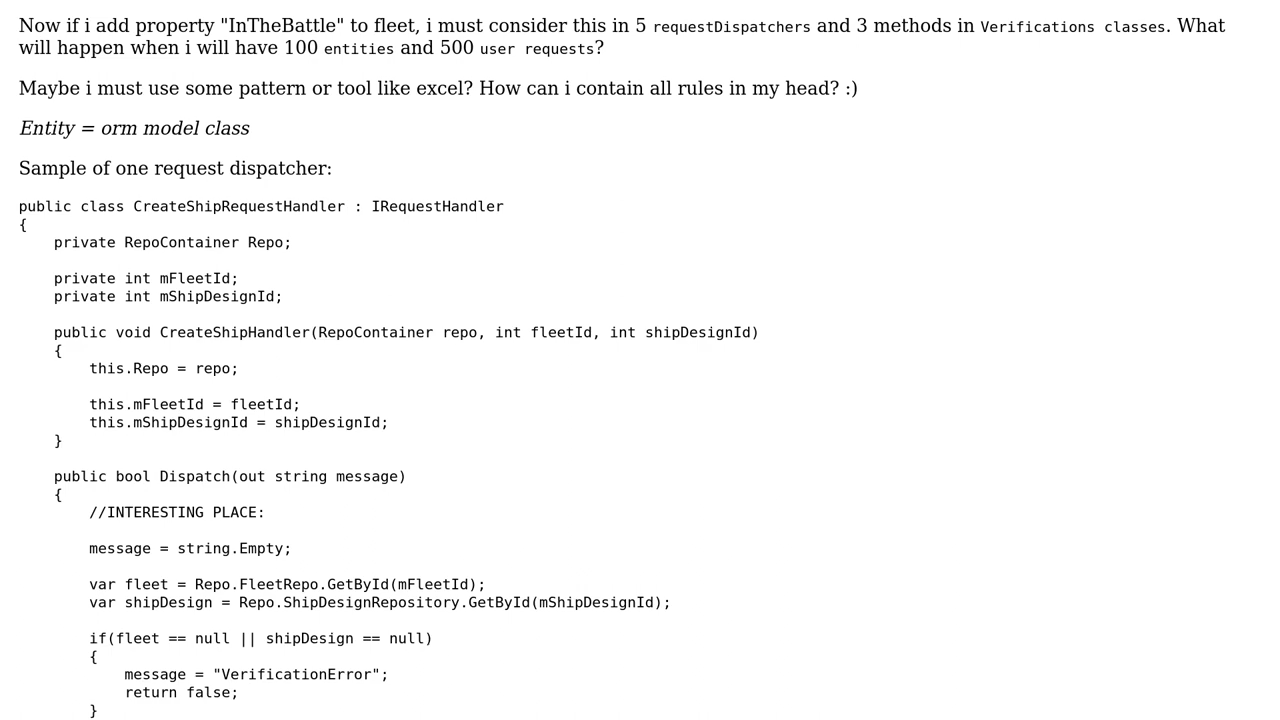 Now if i add property "InTheBattle" to fleet, i must consider this in 5 requestDispatchers and 3 methods in Verifications classes. What
will happen when i will have 100 entities and 500 user requests?
Maybe i must use some pattern or tool like excel? How can i contain all rules in my head? :)
Entity = orm model class
Sample of one request dispatcher:
public class CreateShipRequestHandler : IRequestHandler
{
    private RepoContainer Repo;
    private int mFleetId;
    private int mShipDesignId;
    public void CreateShipHandler(RepoContainer repo, int fleetId, int shipDesignId)
    {
        this.Repo = repo;
        this.mFleetId = fleetId;
        this.mShipDesignId = shipDesignId;
    }
    public bool Dispatch(out string message)
    {
        //INTERESTING PLACE:
        message = string.Empty;
        var fleet = Repo.FleetRepo.GetById(mFleetId);
        var shipDesign = Repo.ShipDesignRepository.GetById(mShipDesignId);
        if(fleet == null || shipDesign == null)
        {
            message = "VerificationError";
            return false;
        }